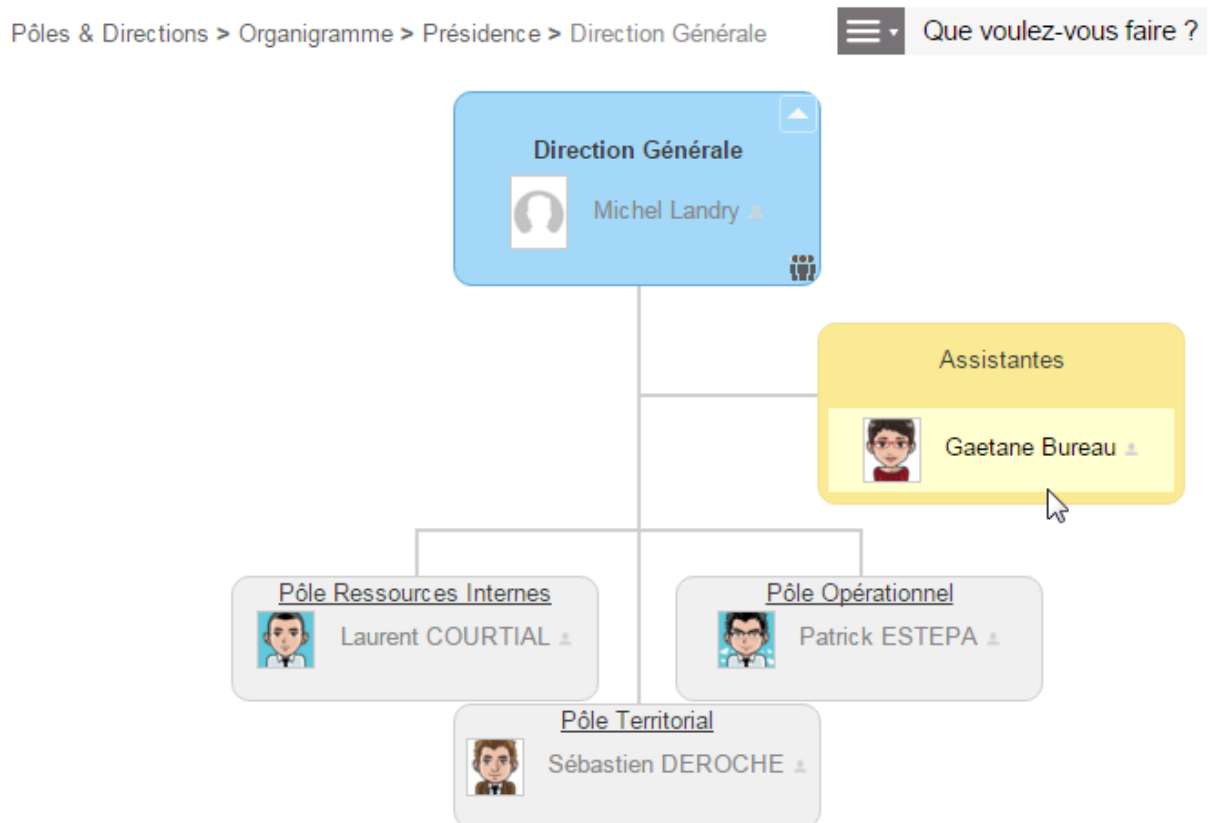 Pôles & Directions > Organigramme > Présidence > Direction Générale
Que voulez-vous faire ?
Direction Générale
Michel Landry
Assistantes
Gaetane Bureau
Pôle Ressources Internes
Laurent COURTIAL
Pôle Opérationnel
Patrick ESTEPA
Pôle Territorial
Sébastien DEROCHE